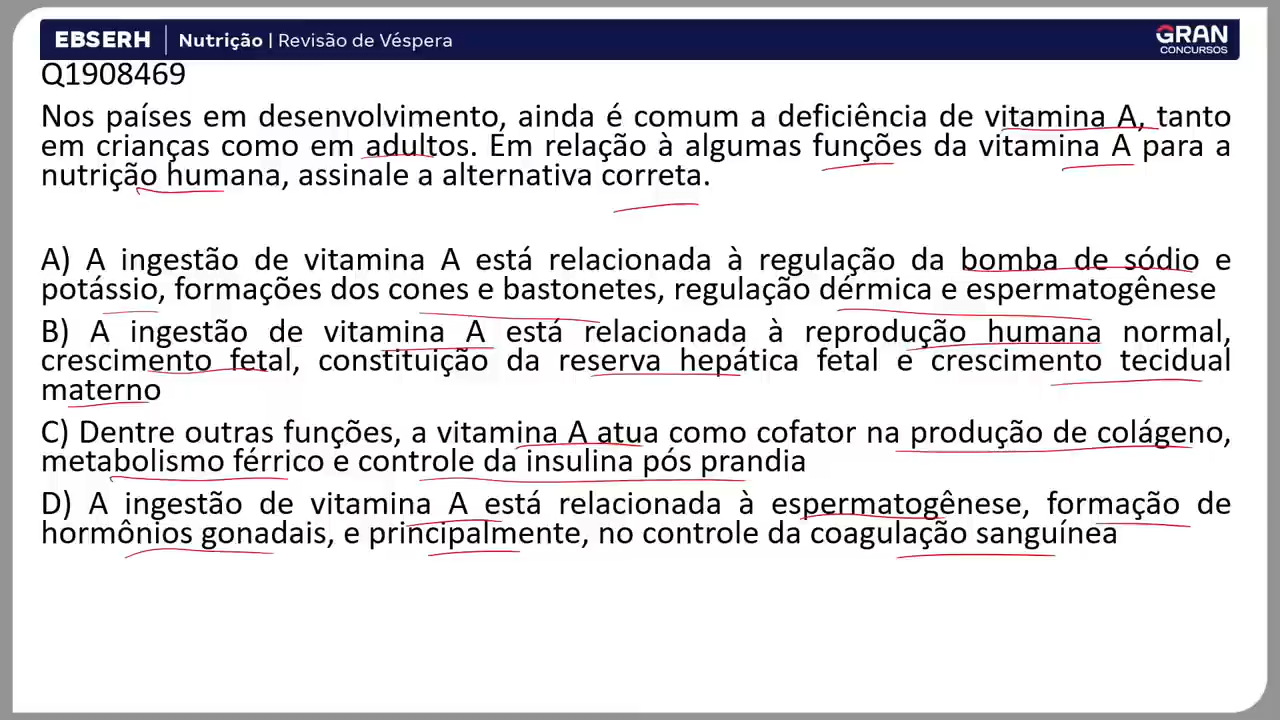 EBSERH | Nutrição | Revisão de Véspera
GRAN CONCURSOS
Q1908469
Nos países em desenvolvimento, ainda é comum a deficiência de vitamina A, tanto
em crianças como em adultos. Em relação à algumas funções da vitamina A para a
nutrição humana, assinale a alternativa correta.
A) A ingestão de vitamina A está relacionada à regulação da bomba de sódio e
potássio, formações dos cones e bastonetes, regulação dérmica e espermatogênese
B) A ingestão de vitamina A está relacionada à reprodução humana normal,
crescimento fetal, constituição da reserva hepática fetal e crescimento tecidual
materno
C) Dentre outras funções, a vitamina A atua como cofator na produção de colágeno,
metabolismo férrico e controle da insulina pós prandia
D) A ingestão de vitamina A está relacionada à espermatogênese, formação de
hormônios gonadais, e principalmente, no controle da coagulação sanguínea